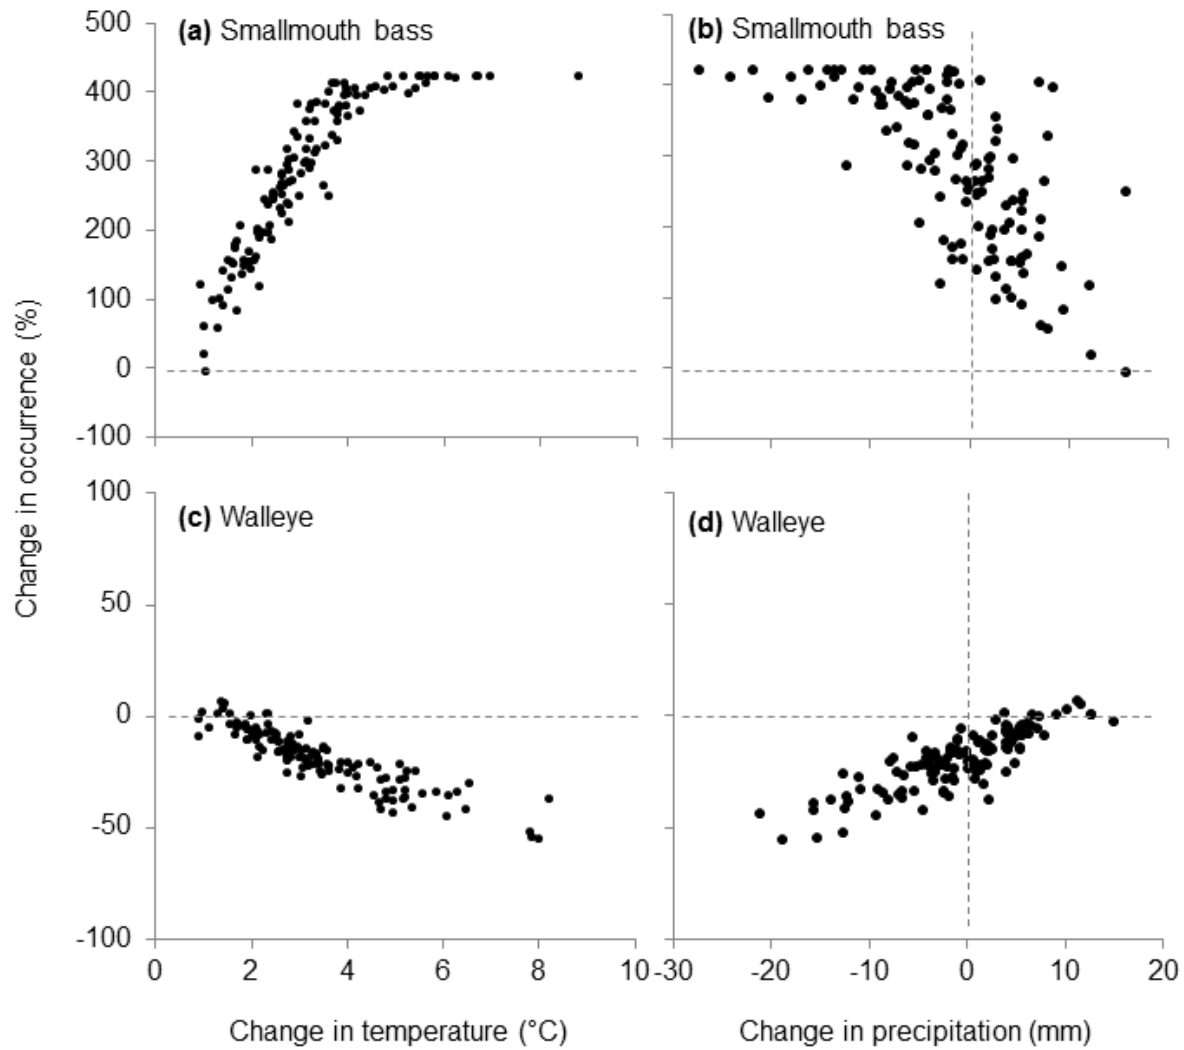 500
400
300
200
100
0
-100
(a) Smallmouth bass
(b) Smallmouth bass
Change in occurrence (%)
100
50
0
-50
-100
(c) Walleye
(d) Walleye
0 2 4 6 8 10
-30 -20 -10 0 10 20
Change in temperature (°C)
Change in precipitation (mm)